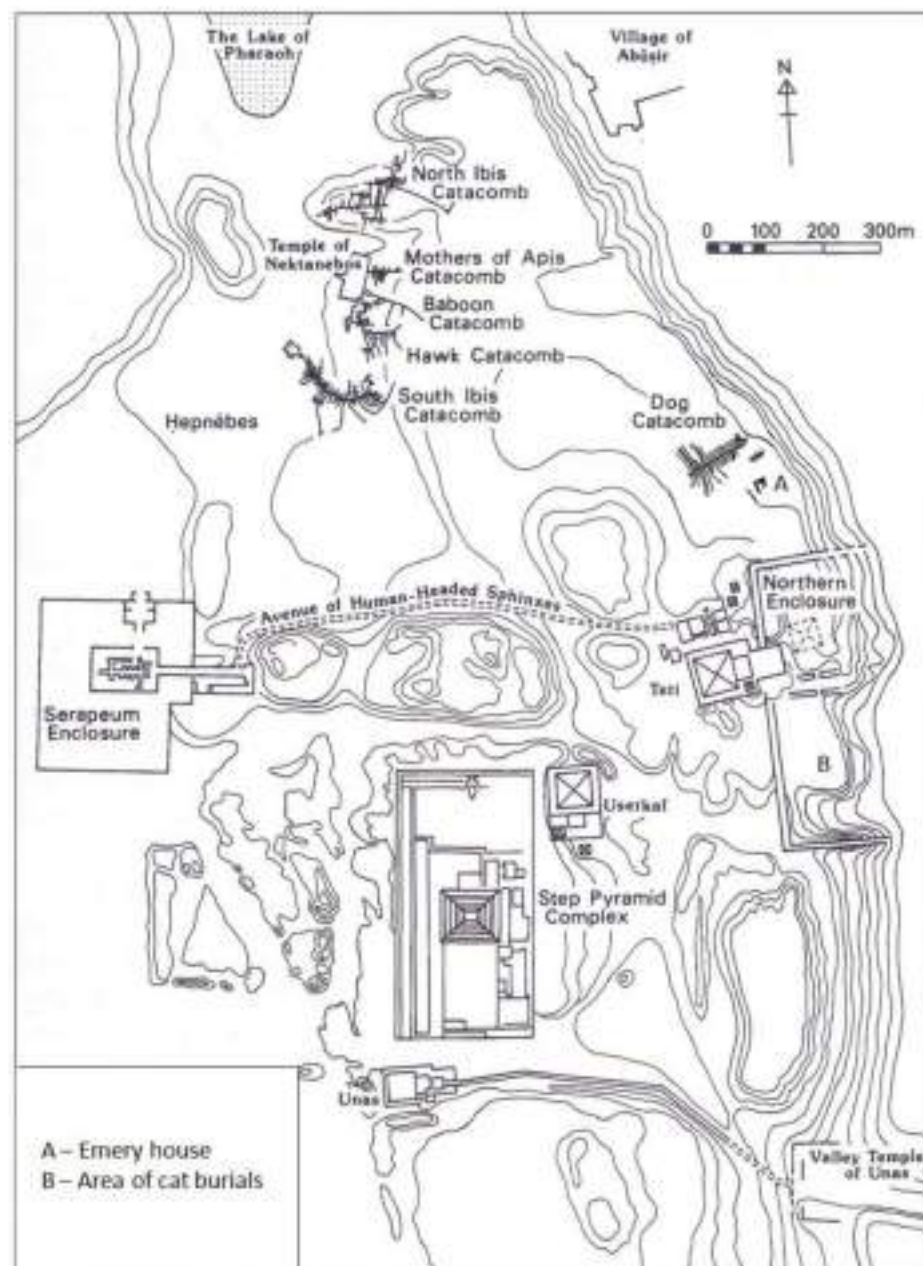 The Lake of
Pharaoh
Village of
Abûsîr
N
North Ibis
Catacomb
0 100 200 300m
Temple of
Nektanebos
Mothers of Apis
Catacomb
Baboon
Catacomb
Hawk Catacomb
South Ibis
Catacomb
Hepnêbes
Dog
Catacomb
A
Avenue of Human-Headed Sphinxes
Northern
Enclosure
Teti
Serapeum
Enclosure
B
Userkaf
Step Pyramid
Complex
Unas
A – Emery house
B – Area of cat burials
Valley Temple
of Unas